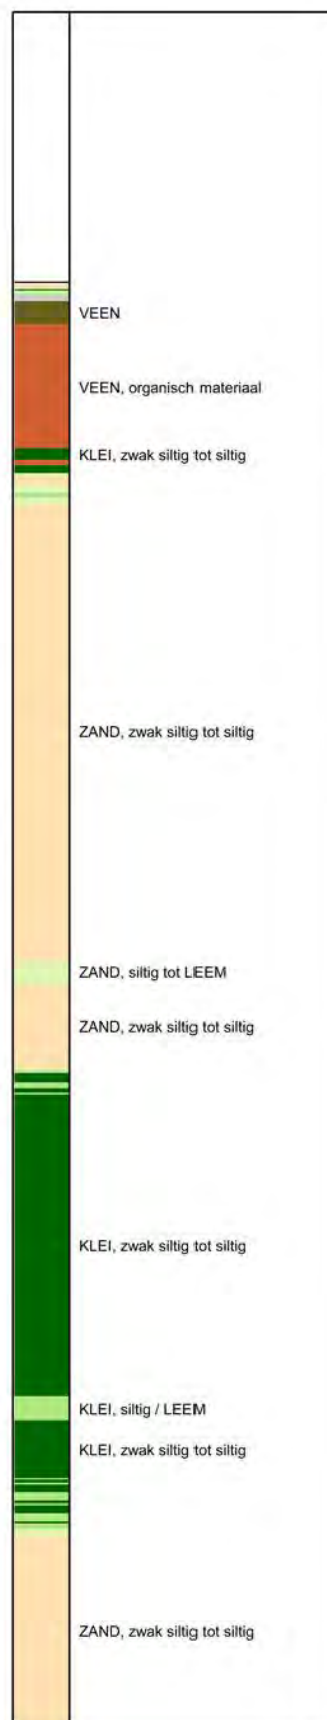 VEEN
VEEN, organisch materiaal
KLEI, zwak siltig tot siltig
ZAND, zwak siltig tot siltig
ZAND, siltig tot LEEM
ZAND, zwak siltig tot siltig
KLEI, zwak siltig tot siltig
KLEI, siltig / LEEM
KLEI, zwak siltig tot siltig
ZAND, zwak siltig tot siltig